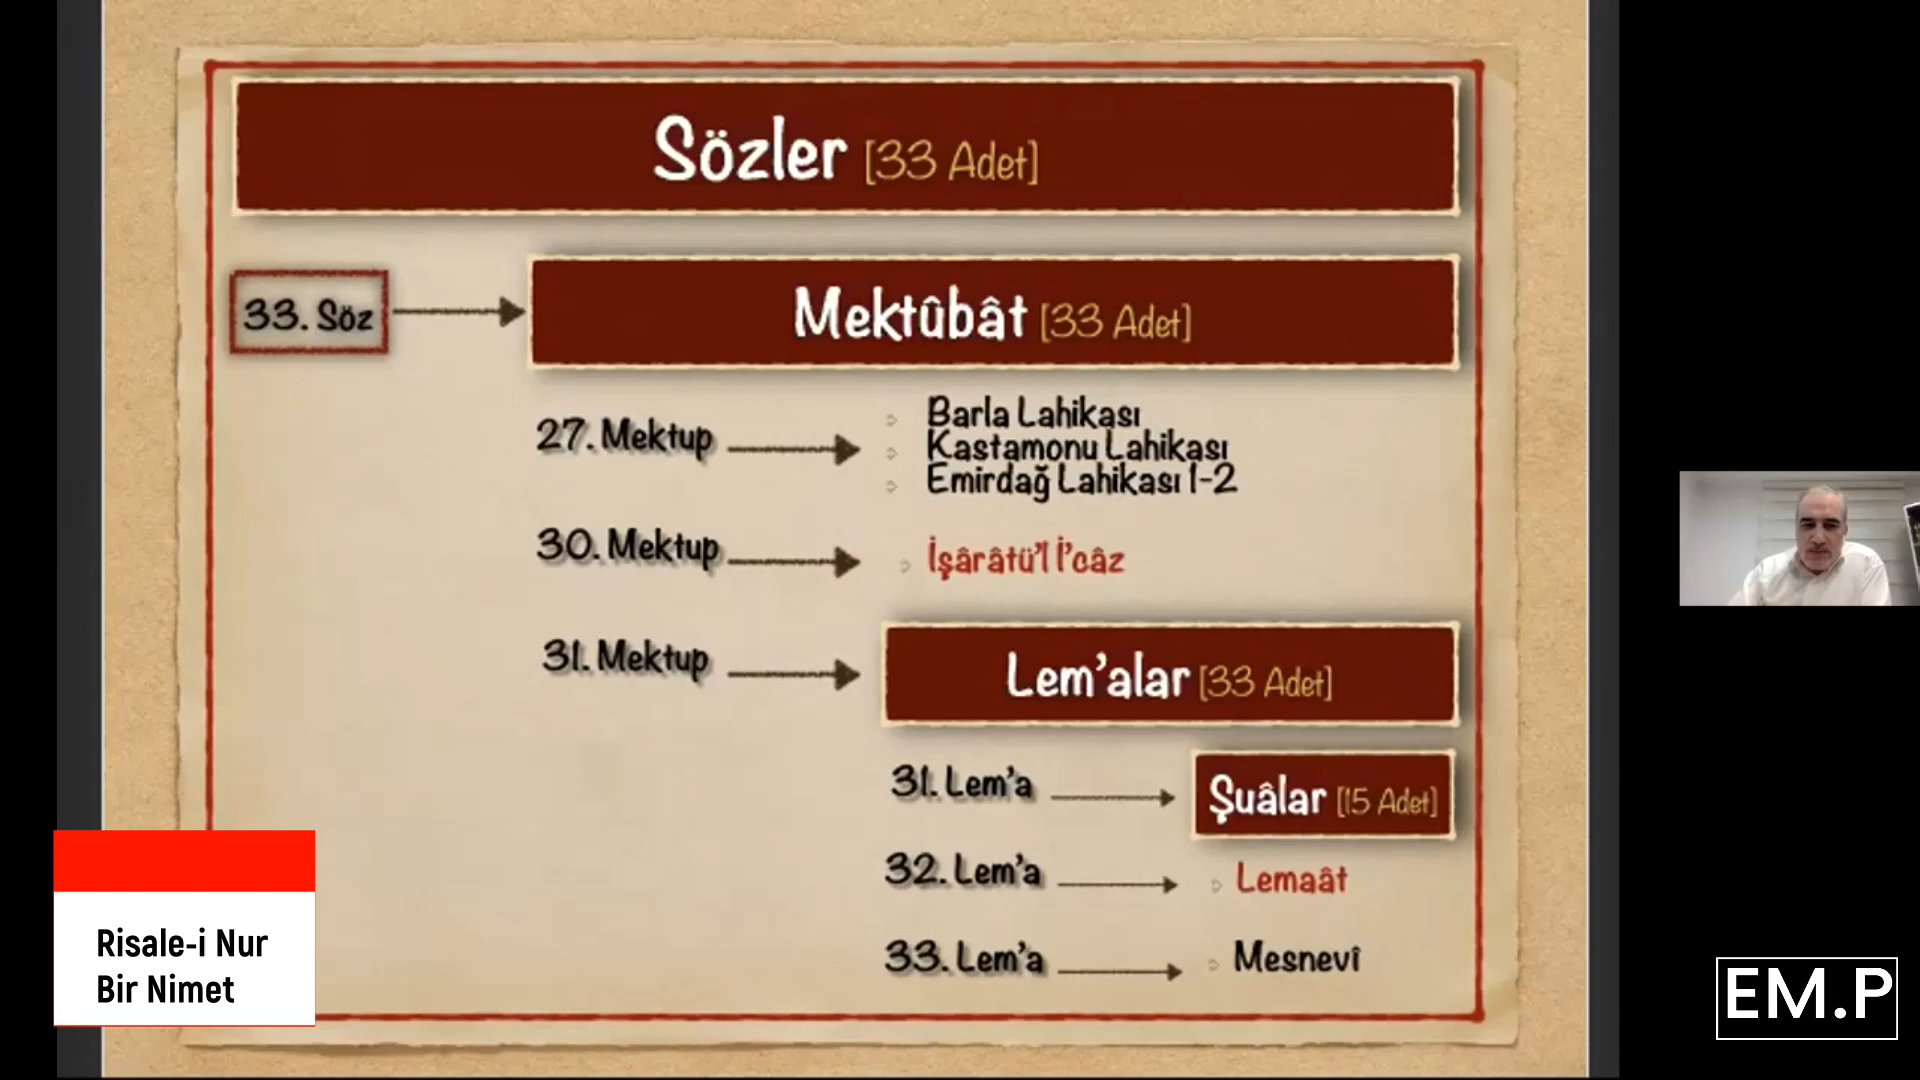 Sözler [33 Adet]
33. Söz
Mektûbât [33 Adet]
27. Mektup
Barla Lahikası
Kastamonu Lahikası
Emirdağ Lahikası 1-2
30. Mektup
İşârâtü'l İ'câz
31. Mektup
Lem'alar [33 Adet]
31. Lem'a
Şuâlar [15 Adet]
32. Lem'a
Lemaât
33. Lem'a
Mesnevî
Risale-i Nur
Bir Nimet
EM.P